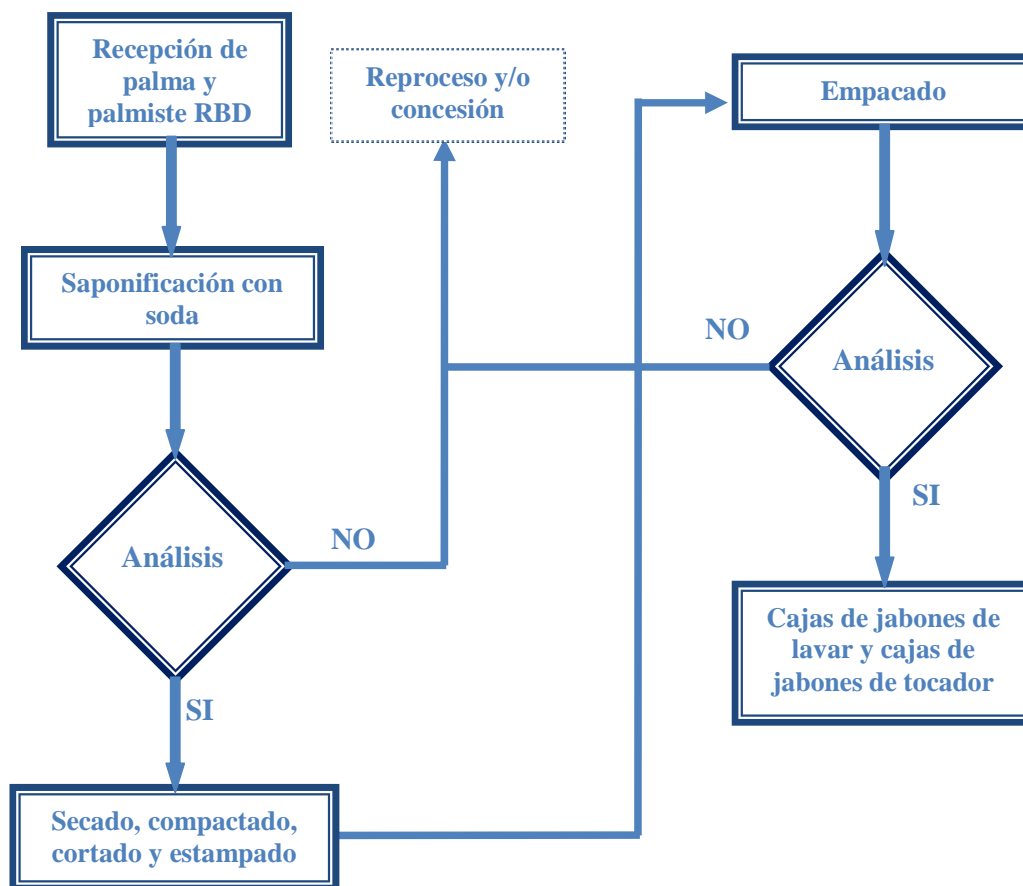 Recepción de
palma y
palmiste RBD
Saponificación con
soda
Análisis
NO
SI
Secado, compactado,
cortado y estampado
Reproceso y/o
concesión
Empacado
Análisis
NO
SI
Cajas de jabones de
lavar y cajas de
jabones de tocador